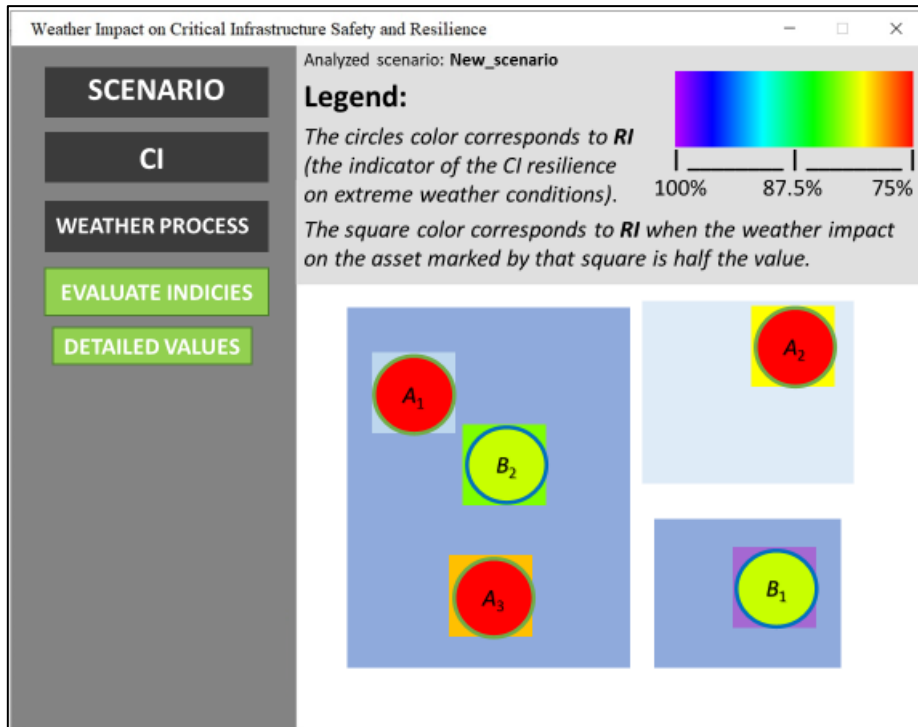 Weather Impact on Critical Infrastructure Safety and Resilience
SCENARIO
CI
WEATHER PROCESS
EVALUATE INDICIES
DETAILED VALUES
Analyzed scenario: New_scenario
Legend:
The circles color corresponds to RI
(the indicator of the CI resilience
on extreme weather conditions).
100% 87.5% 75%
The square color corresponds to RI when the weather impact
on the asset marked by that square is half the value.
A₁
A₂
B₂
A₃
B₁